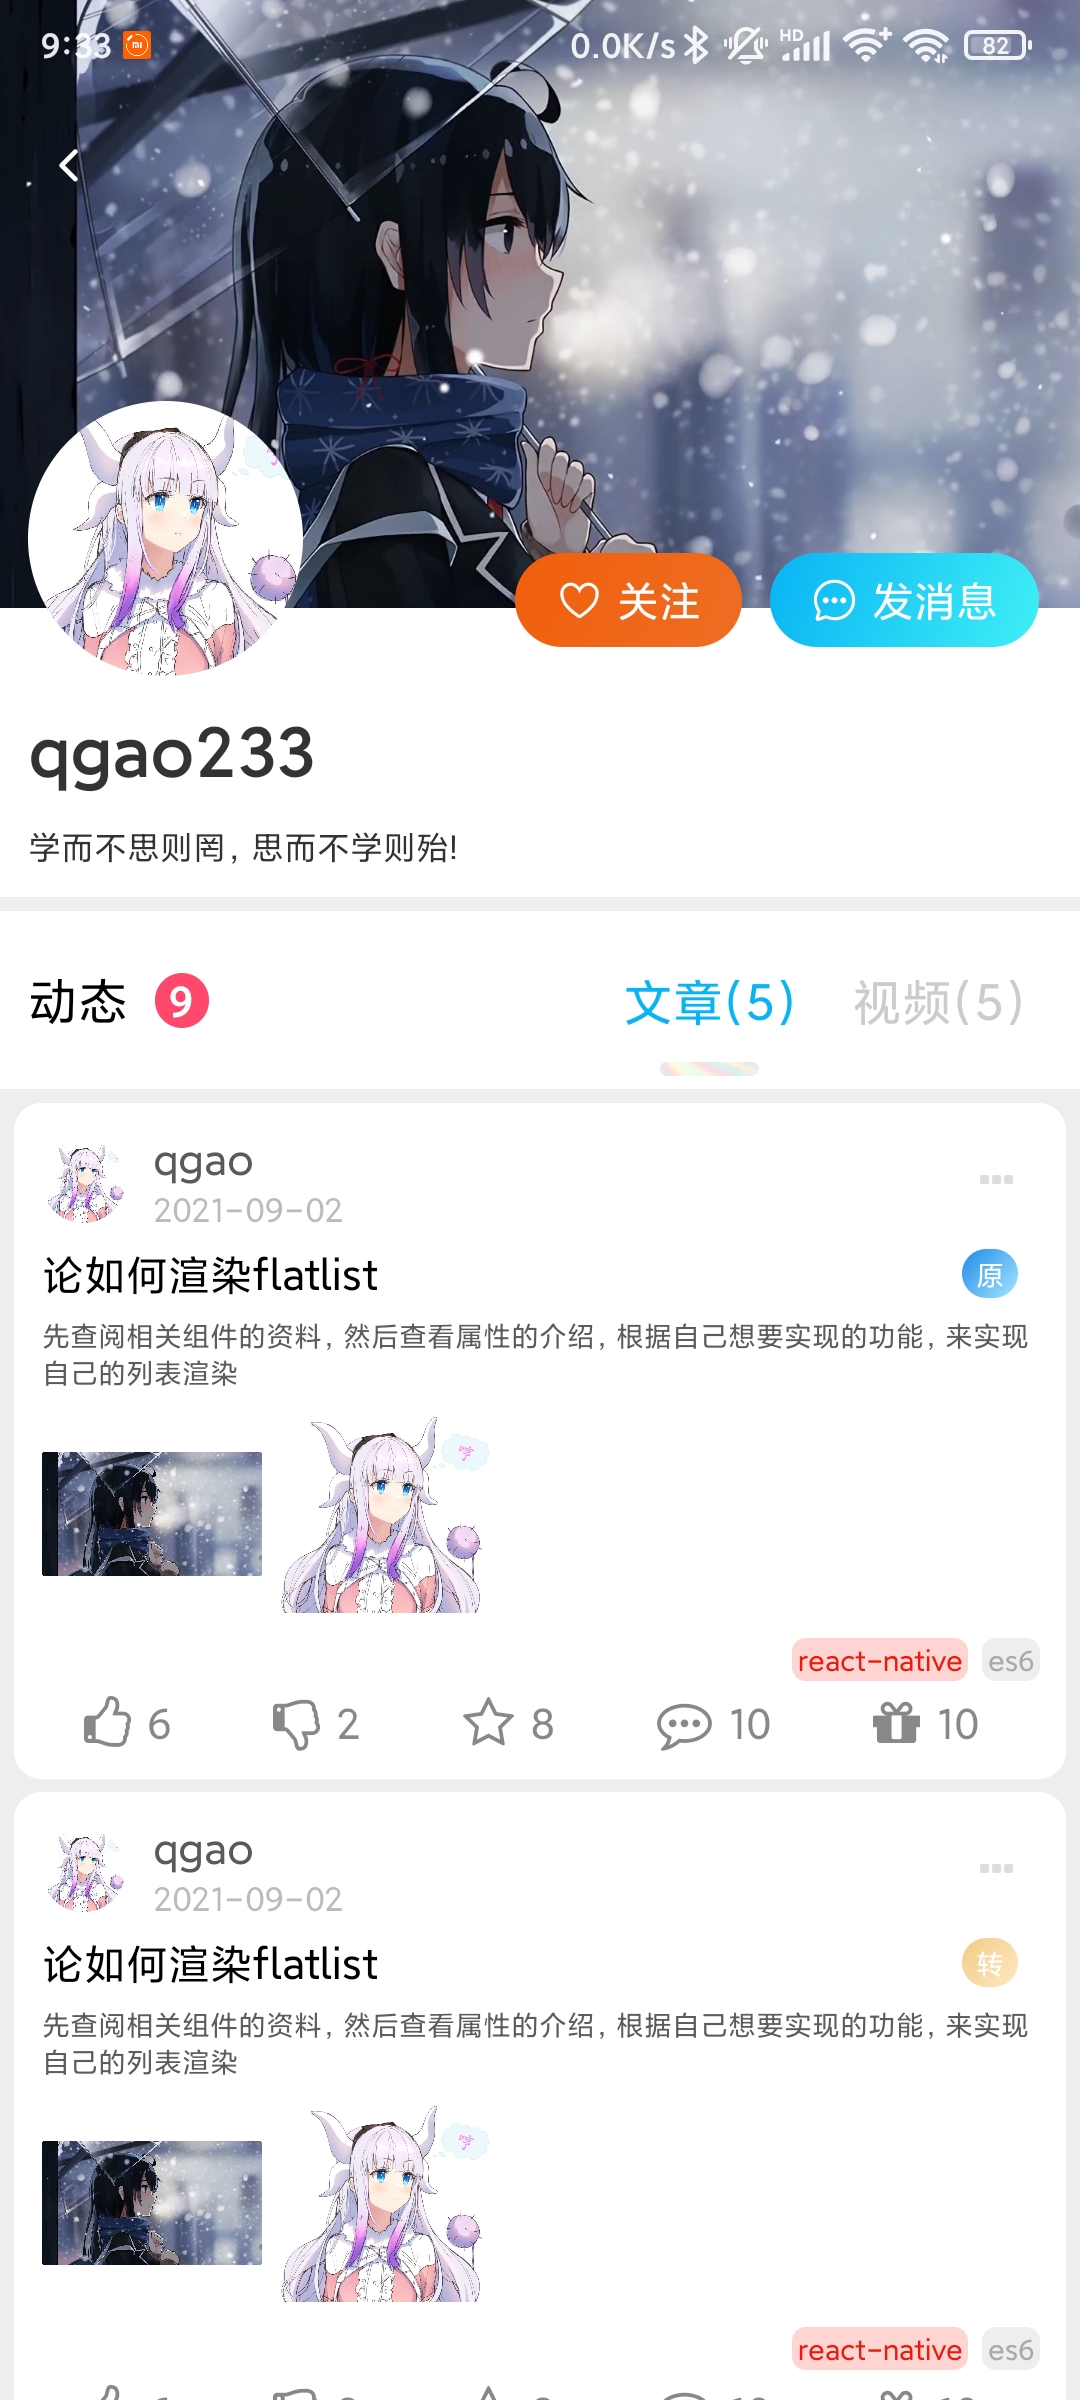 9:33
0.0K/s HD 82
关注
发消息
qgao233
学而不思则罔, 思而不学则殆!
动态 9
文章(5) 视频(5)
qgao
2021-09-02
论如何渲染flatlist 原
先查阅相关组件的资料, 然后查看属性的介绍, 根据自己想要实现的功能, 来实现
自己的列表渲染
哼
react-native es6
6 2 8 10 10
qgao
2021-09-02
论如何渲染flatlist 转
先查阅相关组件的资料, 然后查看属性的介绍, 根据自己想要实现的功能, 来实现
自己的列表渲染
哼
react-native es6